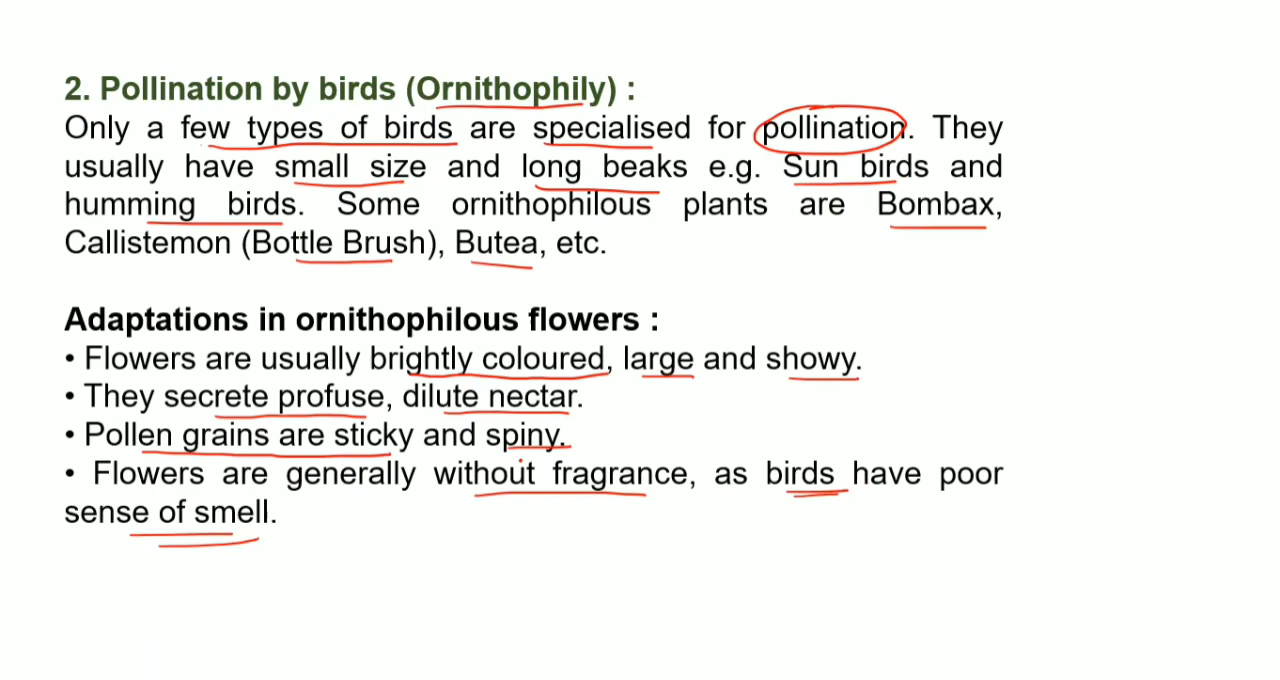 2. Pollination by birds (Ornithophily) :
Only a few types of birds are specialised for pollination. They
usually have small size and long beaks e.g. Sun birds and
humming birds. Some ornithophilous plants are Bombax,
Callistemon (Bottle Brush), Butea, etc.
Adaptations in ornithophilous flowers :
• Flowers are usually brightly coloured, large and showy.
• They secrete profuse, dilute nectar.
• Pollen grains are sticky and spiny.
• Flowers are generally without fragrance, as birds have poor
sense of smell.